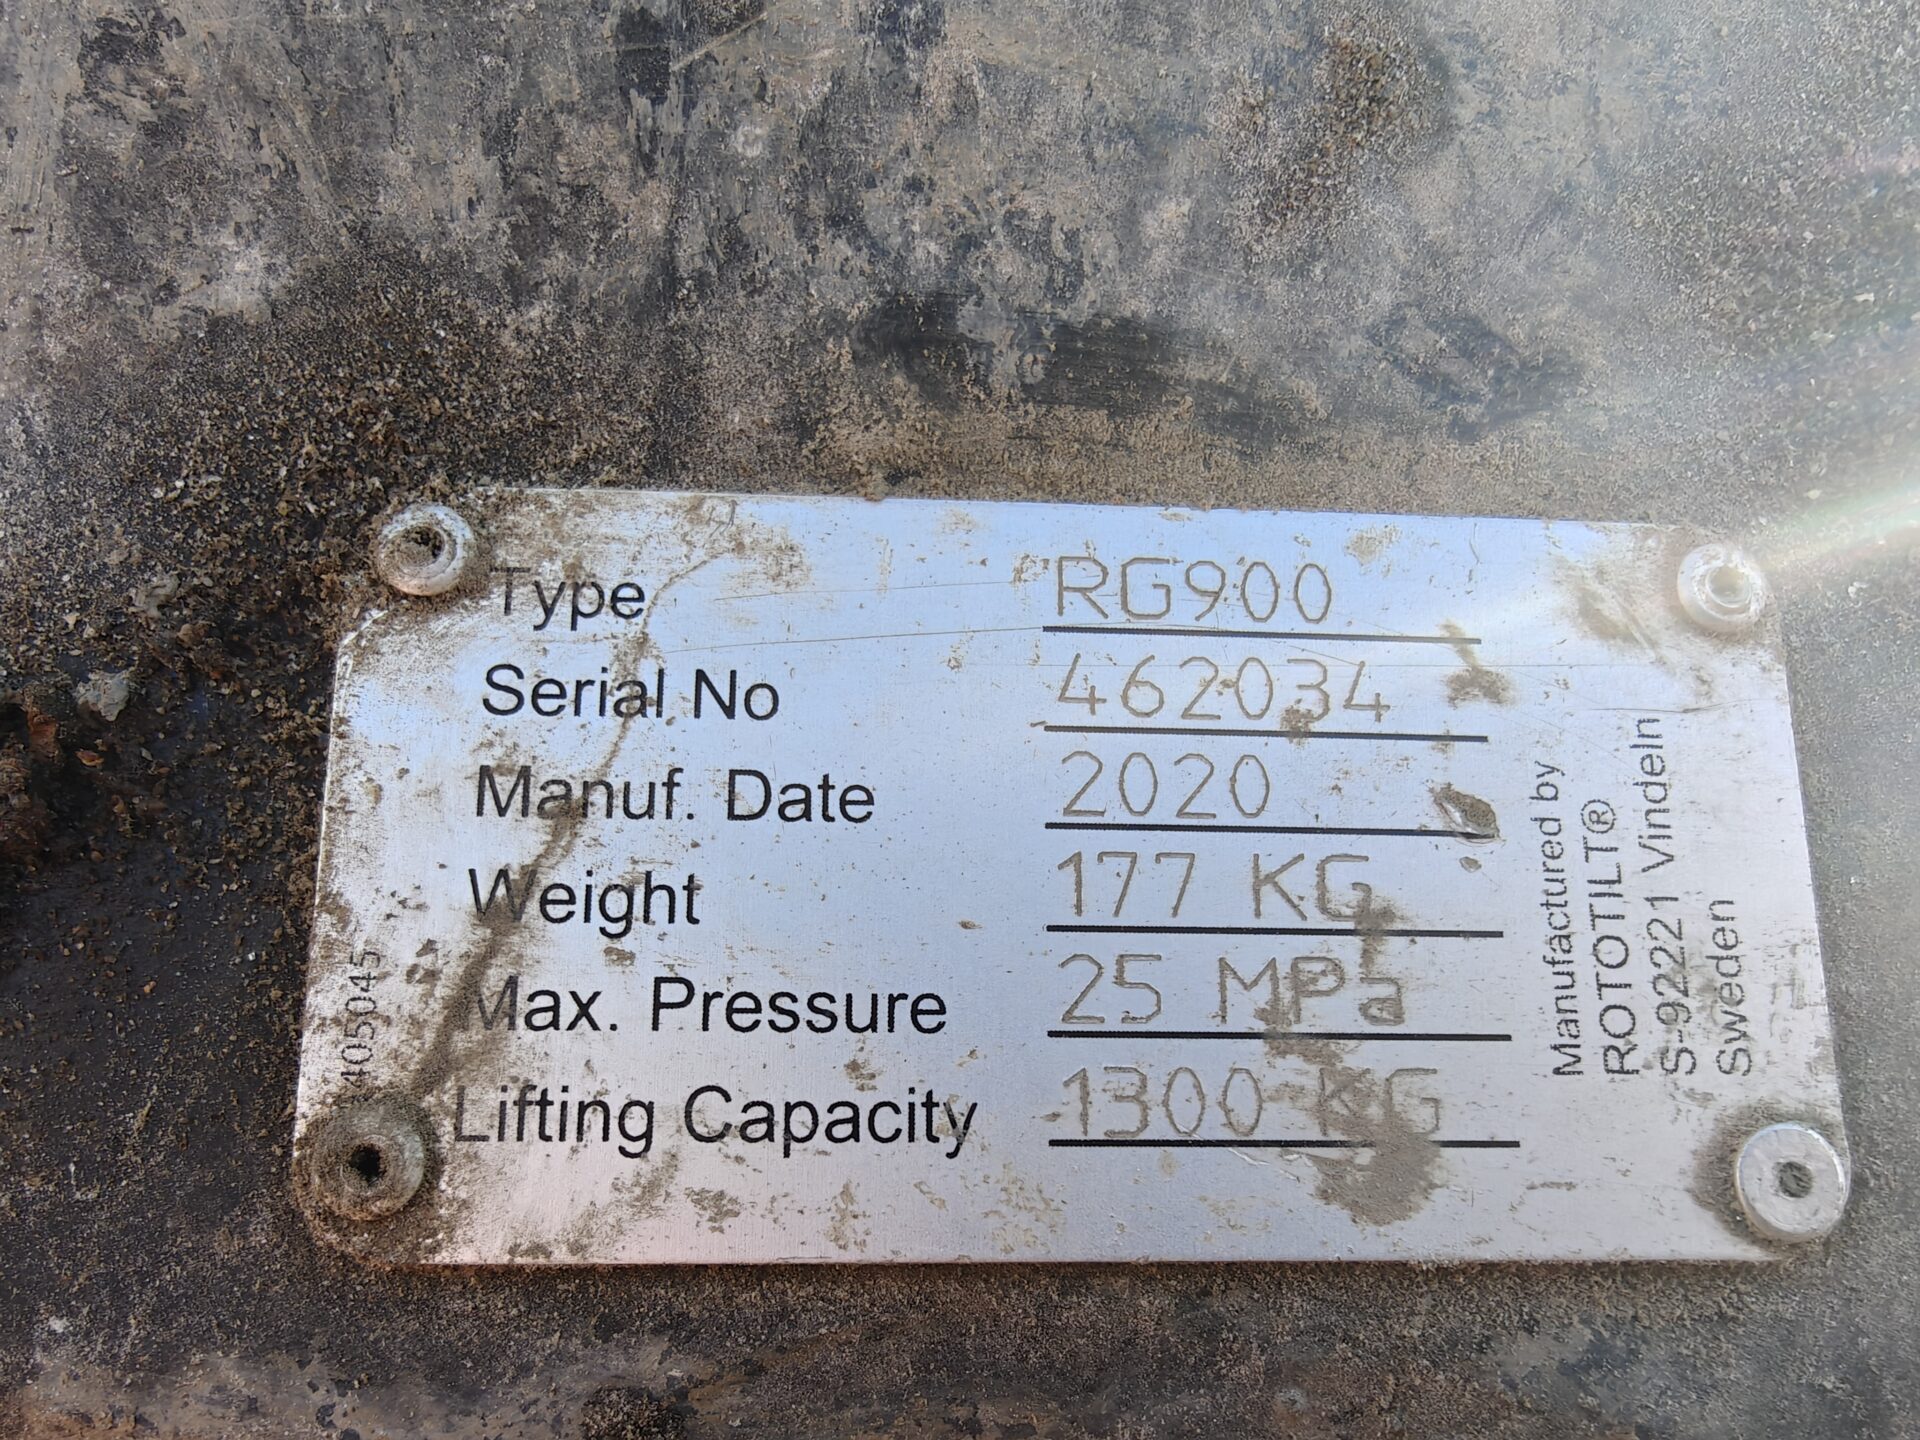 Type RG900
Serial No 462034
Manuf. Date 2020
Weight 177 KG
Max. Pressure 25 MPa
Lifting Capacity 1300 KG
Manufactured by
ROTOTILT®
S-92221 Vindeln
Sweden